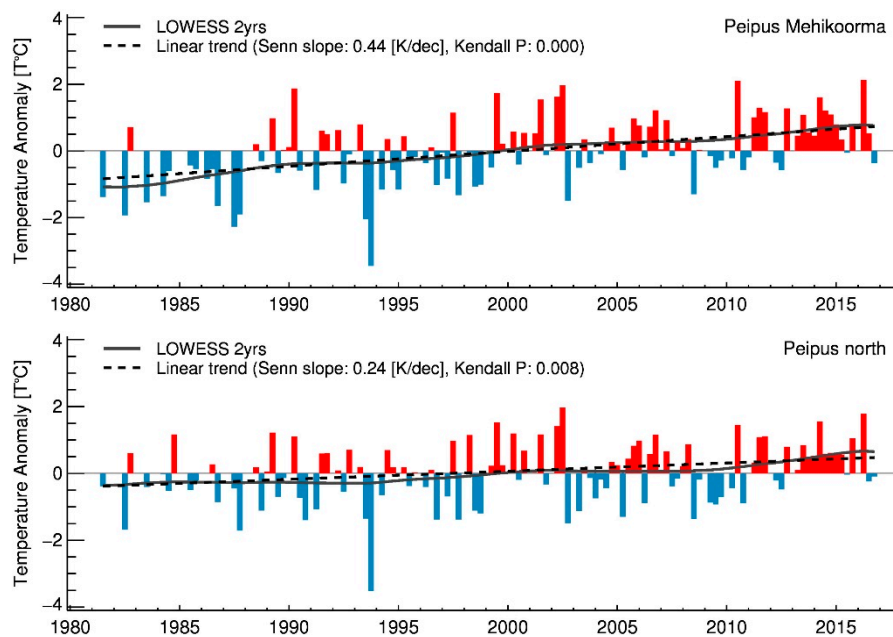 LOWESS 2yrs
Peipus Mehikoorma
Linear trend (Senn slope: 0.44 [K/dec], Kendall P: 0.000)
Temperature Anomaly [T°C]
4
2
0
−2
−4
1980 1985 1990 1995 2000 2005 2010 2015
LOWESS 2yrs
Peipus north
Linear trend (Senn slope: 0.24 [K/dec], Kendall P: 0.008)
Temperature Anomaly [T°C]
4
2
0
−2
−4
1980 1985 1990 1995 2000 2005 2010 2015